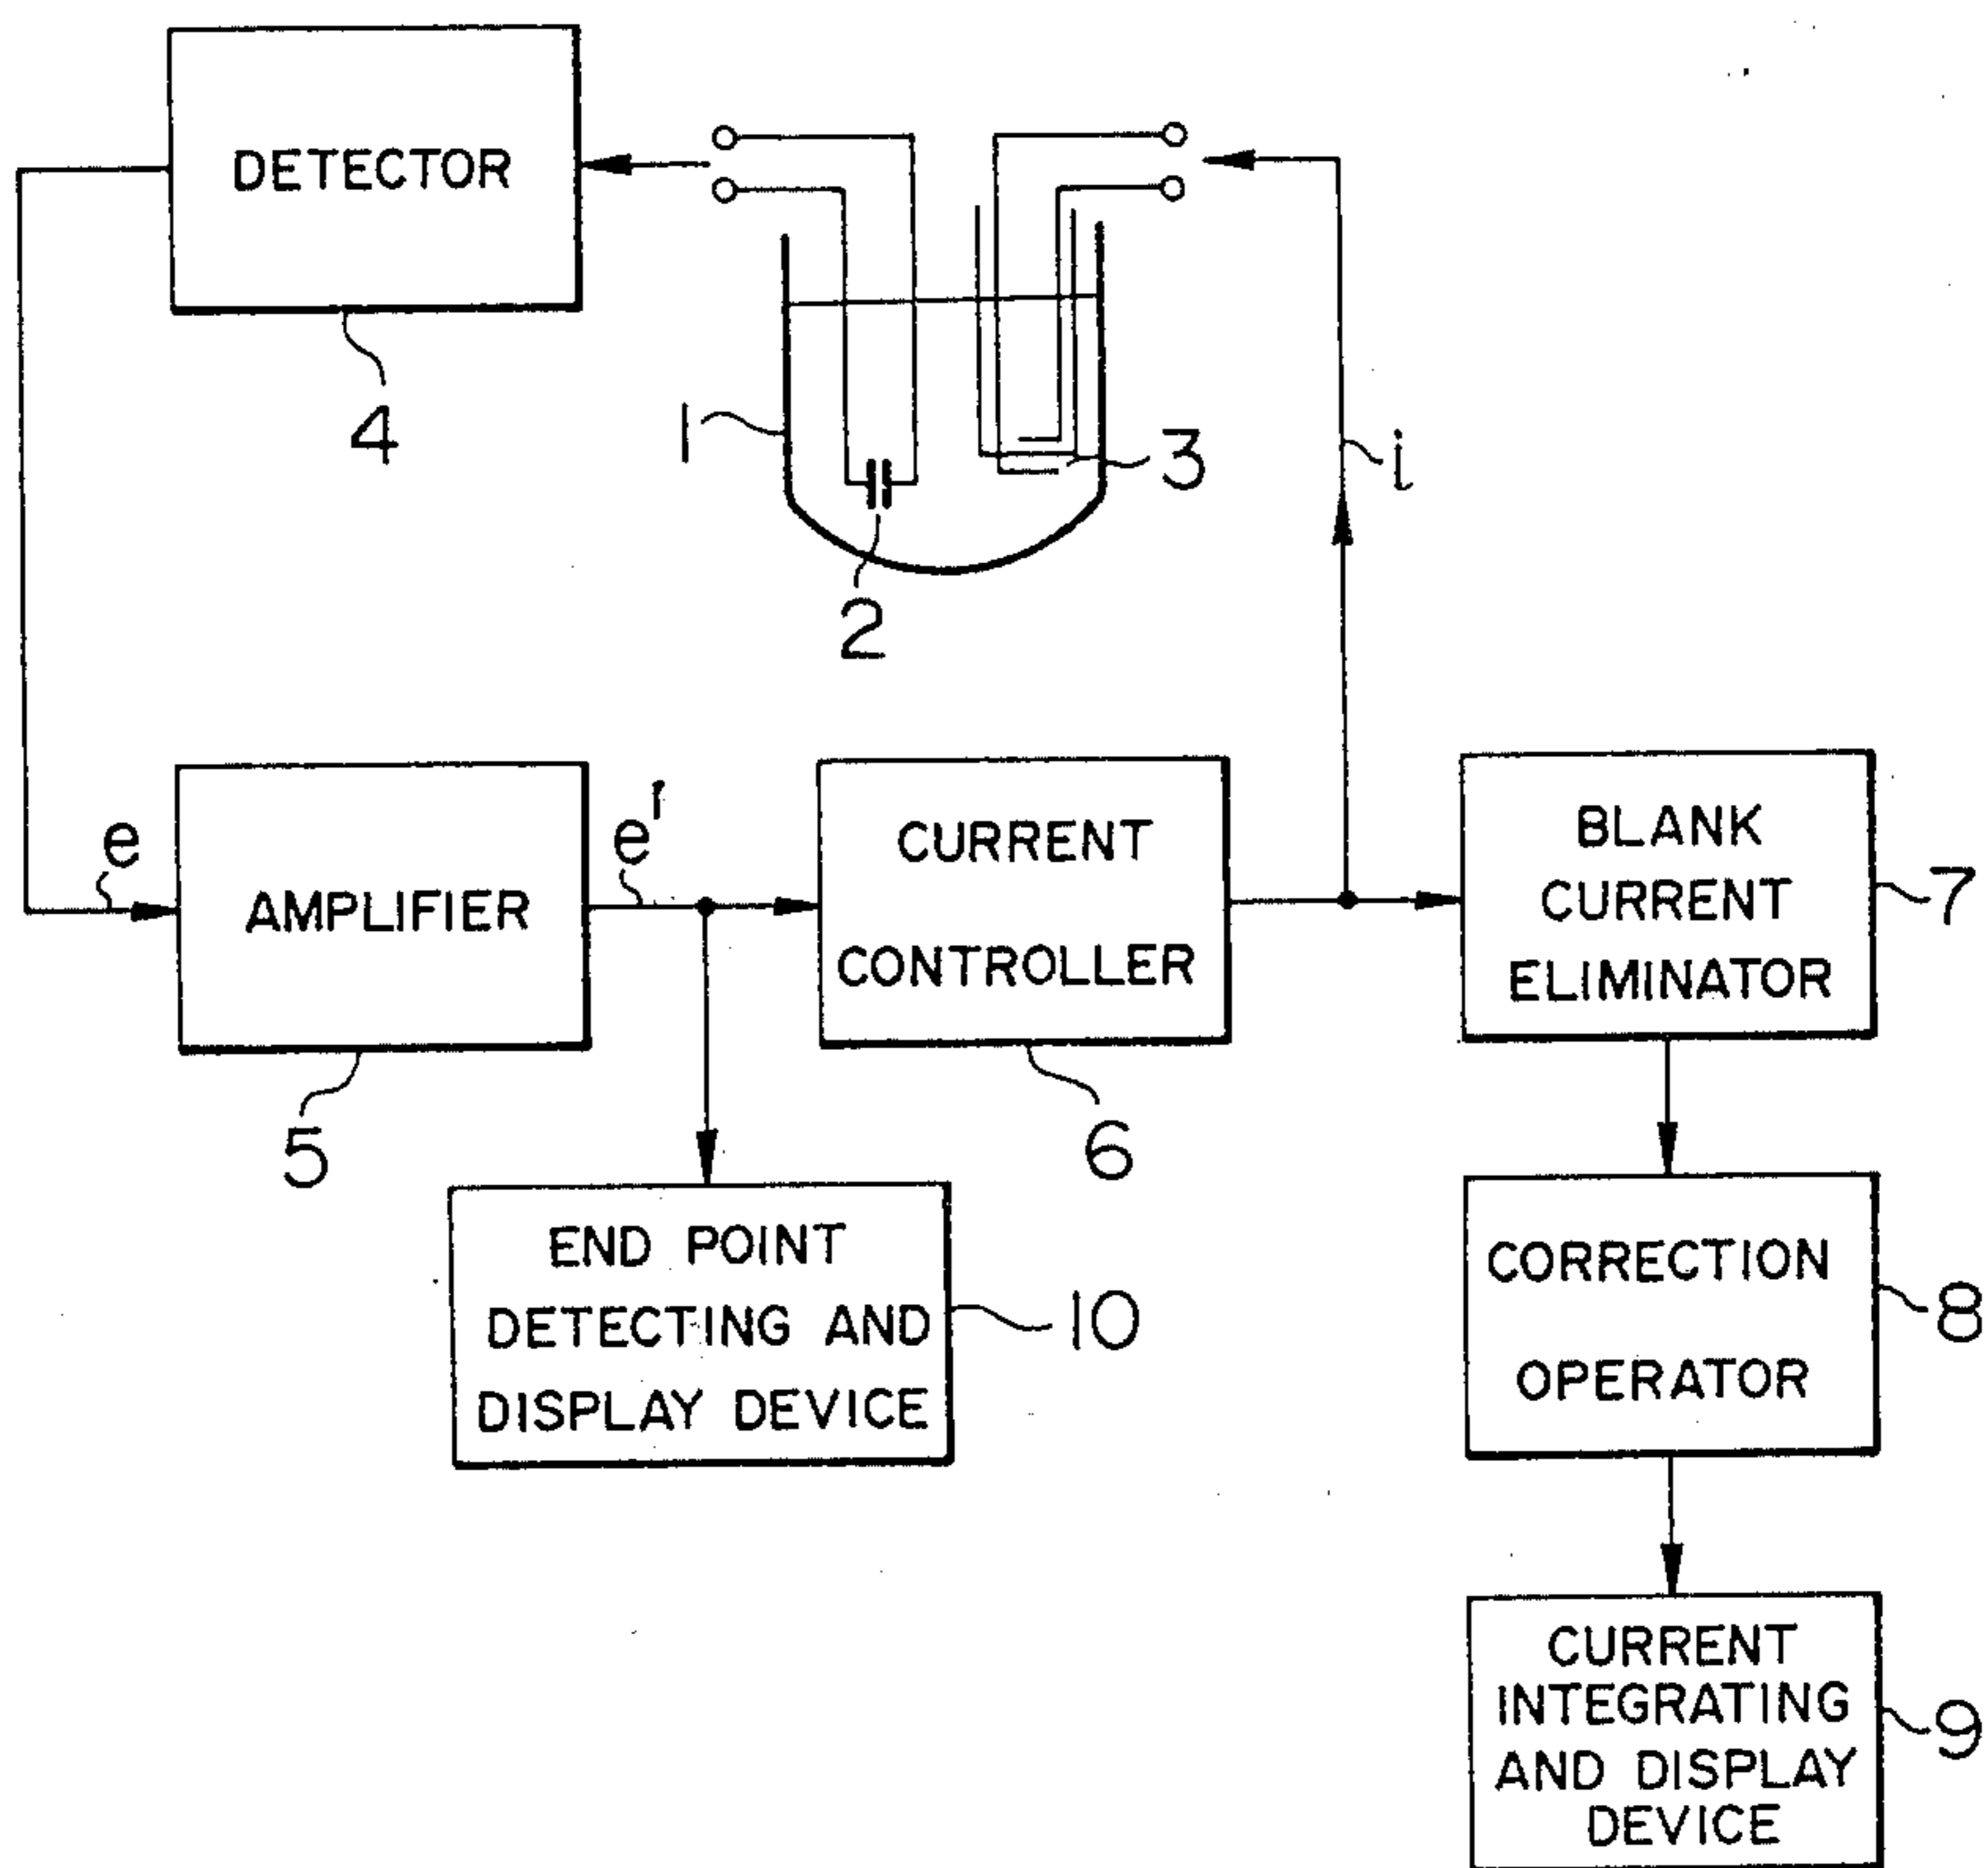 DETECTOR
4
1
2
3
i
e
AMPLIFIER
5
e'
CURRENT
CONTROLLER
6
BLANK
CURRENT
ELIMINATOR
7
END POINT
DETECTING AND
DISPLAY DEVICE
10
CORRECTION
OPERATOR
8
CURRENT
INTEGRATING
AND DISPLAY
DEVICE
9